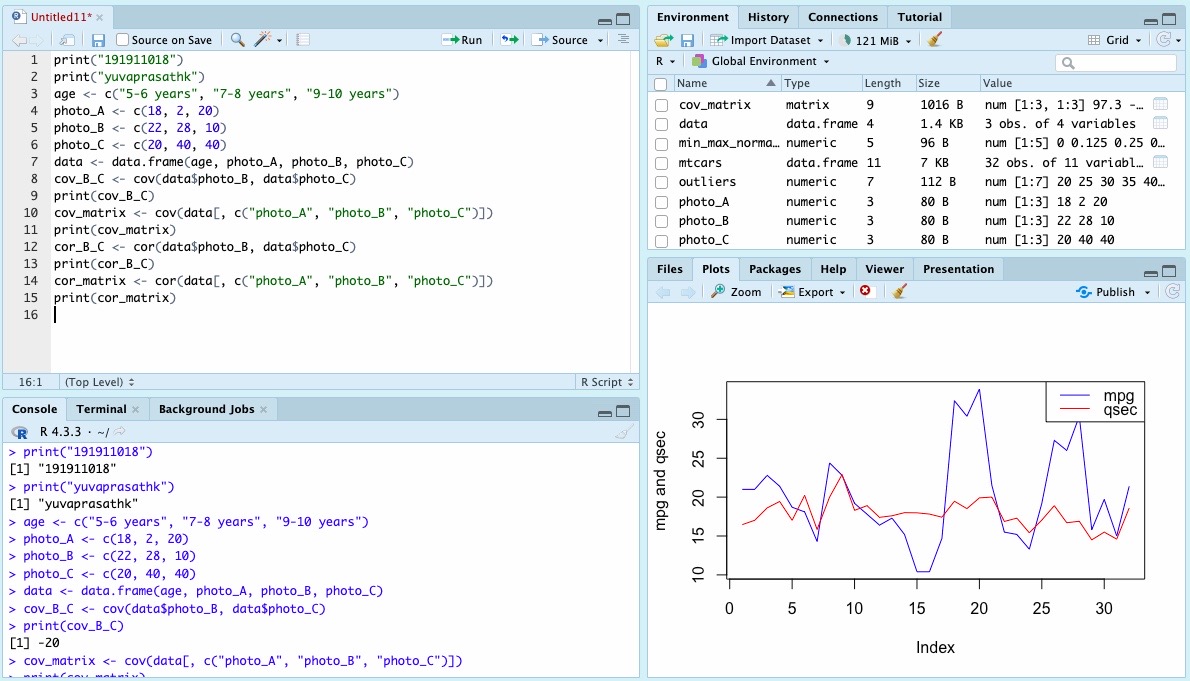 Untitled11*
Source on Save
Run
Source
1 print("191911018")
2 print("yuvaprasathk")
3 age <- c("5-6 years", "7-8 years", "9-10 years")
4 photo_A <- c(18, 2, 20)
5 photo_B <- c(22, 28, 10)
6 photo_C <- c(20, 40, 40)
7 data <- data.frame(age, photo_A, photo_B, photo_C)
8 cov_B_C <- cov(data$photo_B, data$photo_C)
9 print(cov_B_C)
10 cov_matrix <- cov(data[, c("photo_A", "photo_B", "photo_C")])
11 print(cov_matrix)
12 cor_B_C <- cor(data$photo_B, data$photo_C)
13 print(cor_B_C)
14 cor_matrix <- cor(data[, c("photo_A", "photo_B", "photo_C")])
15 print(cor_matrix)
16
16:1 (Top Level) R Script
Console Terminal Background Jobs
R R 4.3.3 · ~/
> print("191911018")
[1] "191911018"
> print("yuvaprasathk")
[1] "yuvaprasathk"
> age <- c("5-6 years", "7-8 years", "9-10 years")
> photo_A <- c(18, 2, 20)
> photo_B <- c(22, 28, 10)
> photo_C <- c(20, 40, 40)
> data <- data.frame(age, photo_A, photo_B, photo_C)
> cov_B_C <- cov(data$photo_B, data$photo_C)
> print(cov_B_C)
[1] -20
> cov_matrix <- cov(data[, c("photo_A", "photo_B", "photo_C")])
> print(cov_matrix)
Environment History Connections Tutorial
Import Dataset 121 MiB Grid
R Global Environment
Name Type Length Size Value
cov_matrix matrix 9 1016 B num [1:3, 1:3] 97.3 -…
data data.frame 4 1.4 KB 3 obs. of 4 variables
min_max_norma… numeric 5 96 B num [1:5] 0 0.125 0.25 0…
mtcars data.frame 11 7 KB 32 obs. of 11 variabl…
outliers numeric 7 112 B num [1:7] 20 25 30 35 40…
photo_A numeric 3 80 B num [1:3] 18 2 20
photo_B numeric 3 80 B num [1:3] 22 28 10
photo_C numeric 3 80 B num [1:3] 20 40 40
Files Plots Packages Help Viewer Presentation
Zoom Export Publish
mpg
qsec
mpg and qsec
30
25
20
15
10
0 5 10 15 20 25 30
Index